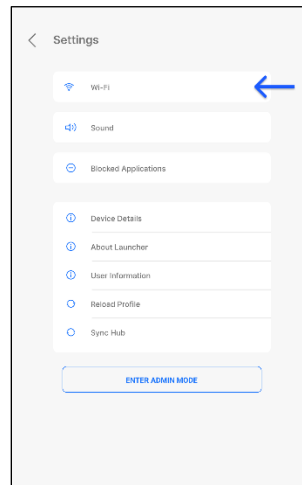 Settings
Wi-Fi
Sound
Blocked Applications
Device Details
About Launcher
User Information
Reload Profile
Sync Hub
ENTER ADMIN MODE